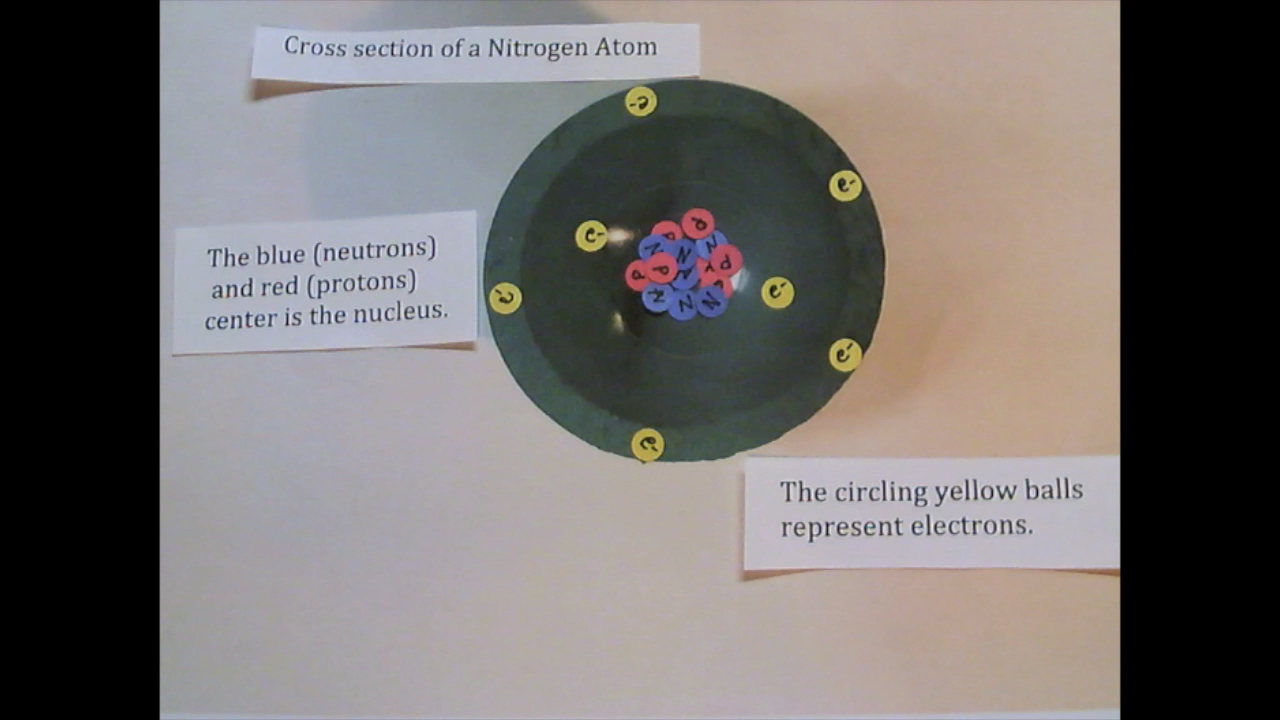 Cross section of a Nitrogen Atom
e-
e-
e-
P
P
N
N
N
The blue (neutrons)
and red (protons)
center is the nucleus.
P
P
P
N
e-
e-
N
N
N
e-
e-
The circling yellow balls
represent electrons.